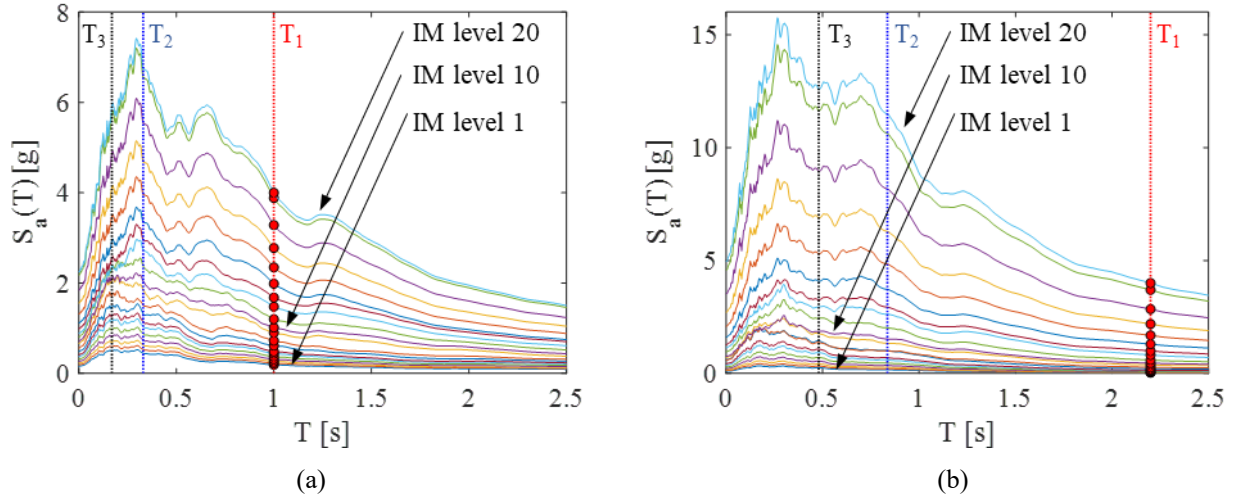 8
T₃
T₂
T₁
IM level 20
IM level 10
IM level 1
6
4
2
0
Sₐ(T) [g]
0
0.5
1
1.5
2
2.5
T [s]
(a)
15
T₃
T₂
T₁
IM level 20
IM level 10
IM level 1
10
5
0
Sₐ(T) [g]
0
0.5
1
1.5
2
2.5
T [s]
(b)